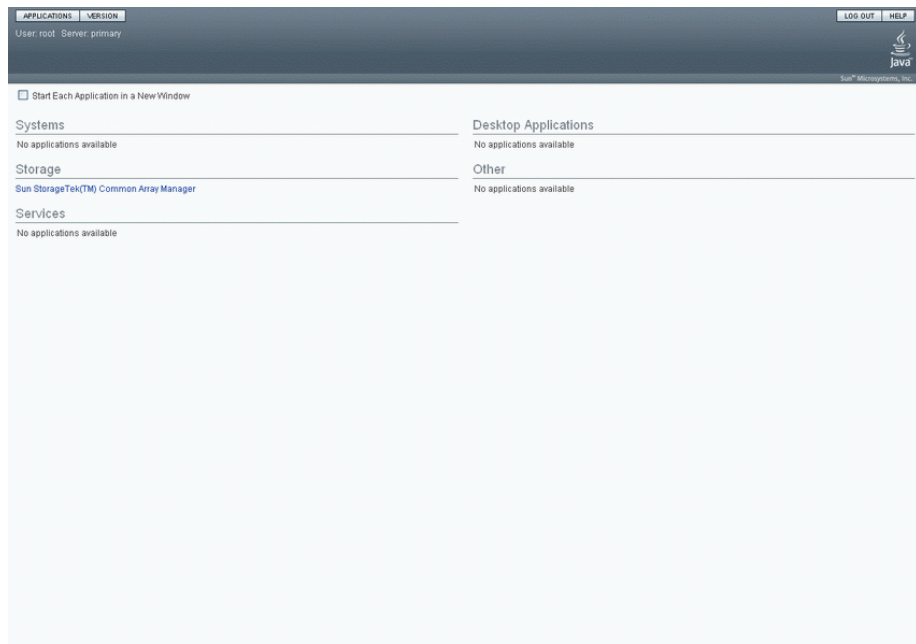 APPLICATIONS VERSION
LOG OUT HELP
User: root Server: primary
Java
Sun™ Microsystems, Inc.
Start Each Application in a New Window
Systems
No applications available
Storage
Sun StorageTek(TM) Common Array Manager
Services
No applications available
Desktop Applications
No applications available
Other
No applications available